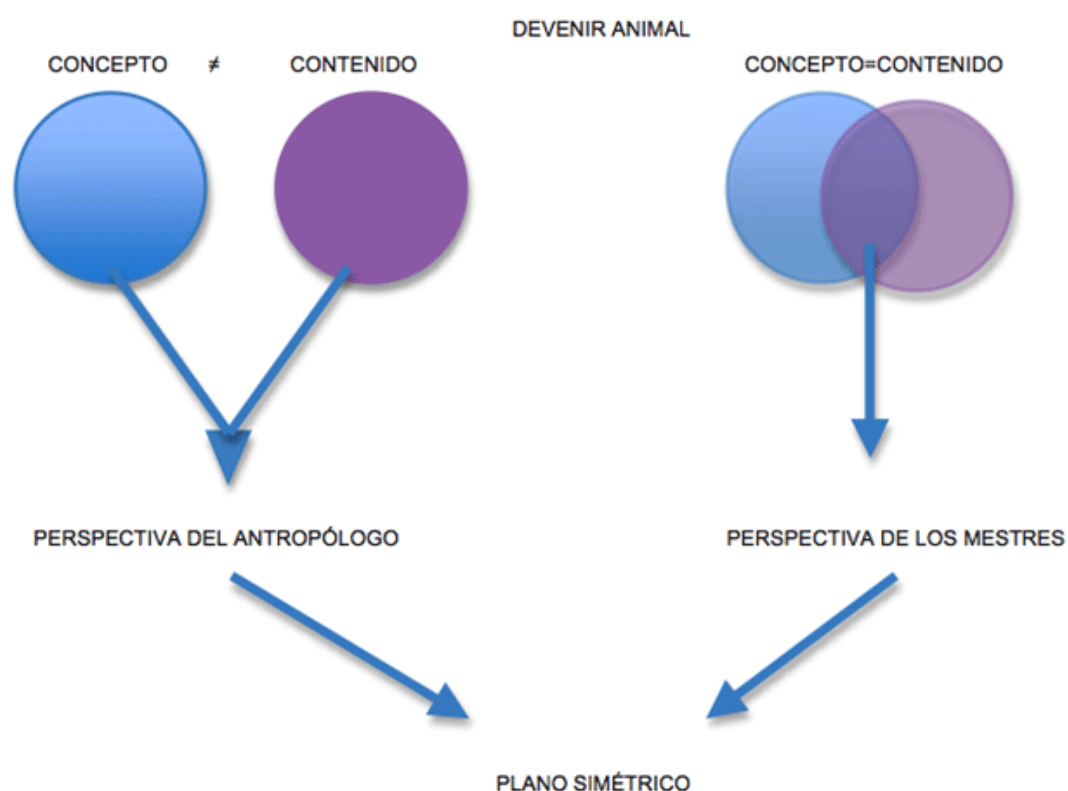 DEVENIR ANIMAL
CONCEPTO ≠ CONTENIDO
CONCEPTO=CONTENIDO
PERSPECTIVA DEL ANTROPÓLOGO
PERSPECTIVA DE LOS MESTRES
PLANO SIMÉTRICO